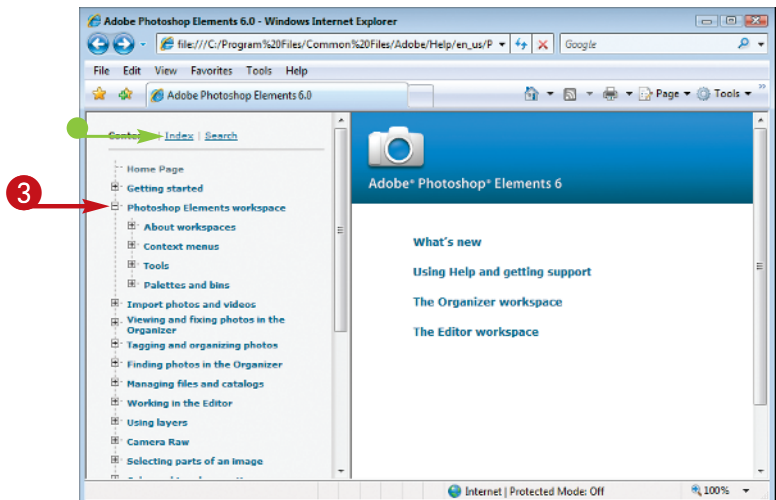 Adobe Photoshop Elements 6.0 - Windows Internet Explorer
file:///C:/Program%20Files/Common%20Files/Adobe/Help/en_us/P
Google
File Edit View Favorites Tools Help
Adobe Photoshop Elements 6.0
Page Tools »
Index | Search
Home Page
Getting started
3
Photoshop Elements workspace
About workspaces
Context menus
Tools
Palettes and bins
Import photos and videos
Viewing and fixing photos in the
Organizer
Tagging and organizing photos
Finding photos in the Organizer
Managing files and catalogs
Working in the Editor
Using layers
Camera Raw
Selecting parts of an image
Adobe® Photoshop® Elements 6
What's new
Using Help and getting support
The Organizer workspace
The Editor workspace
Internet | Protected Mode: Off
100%